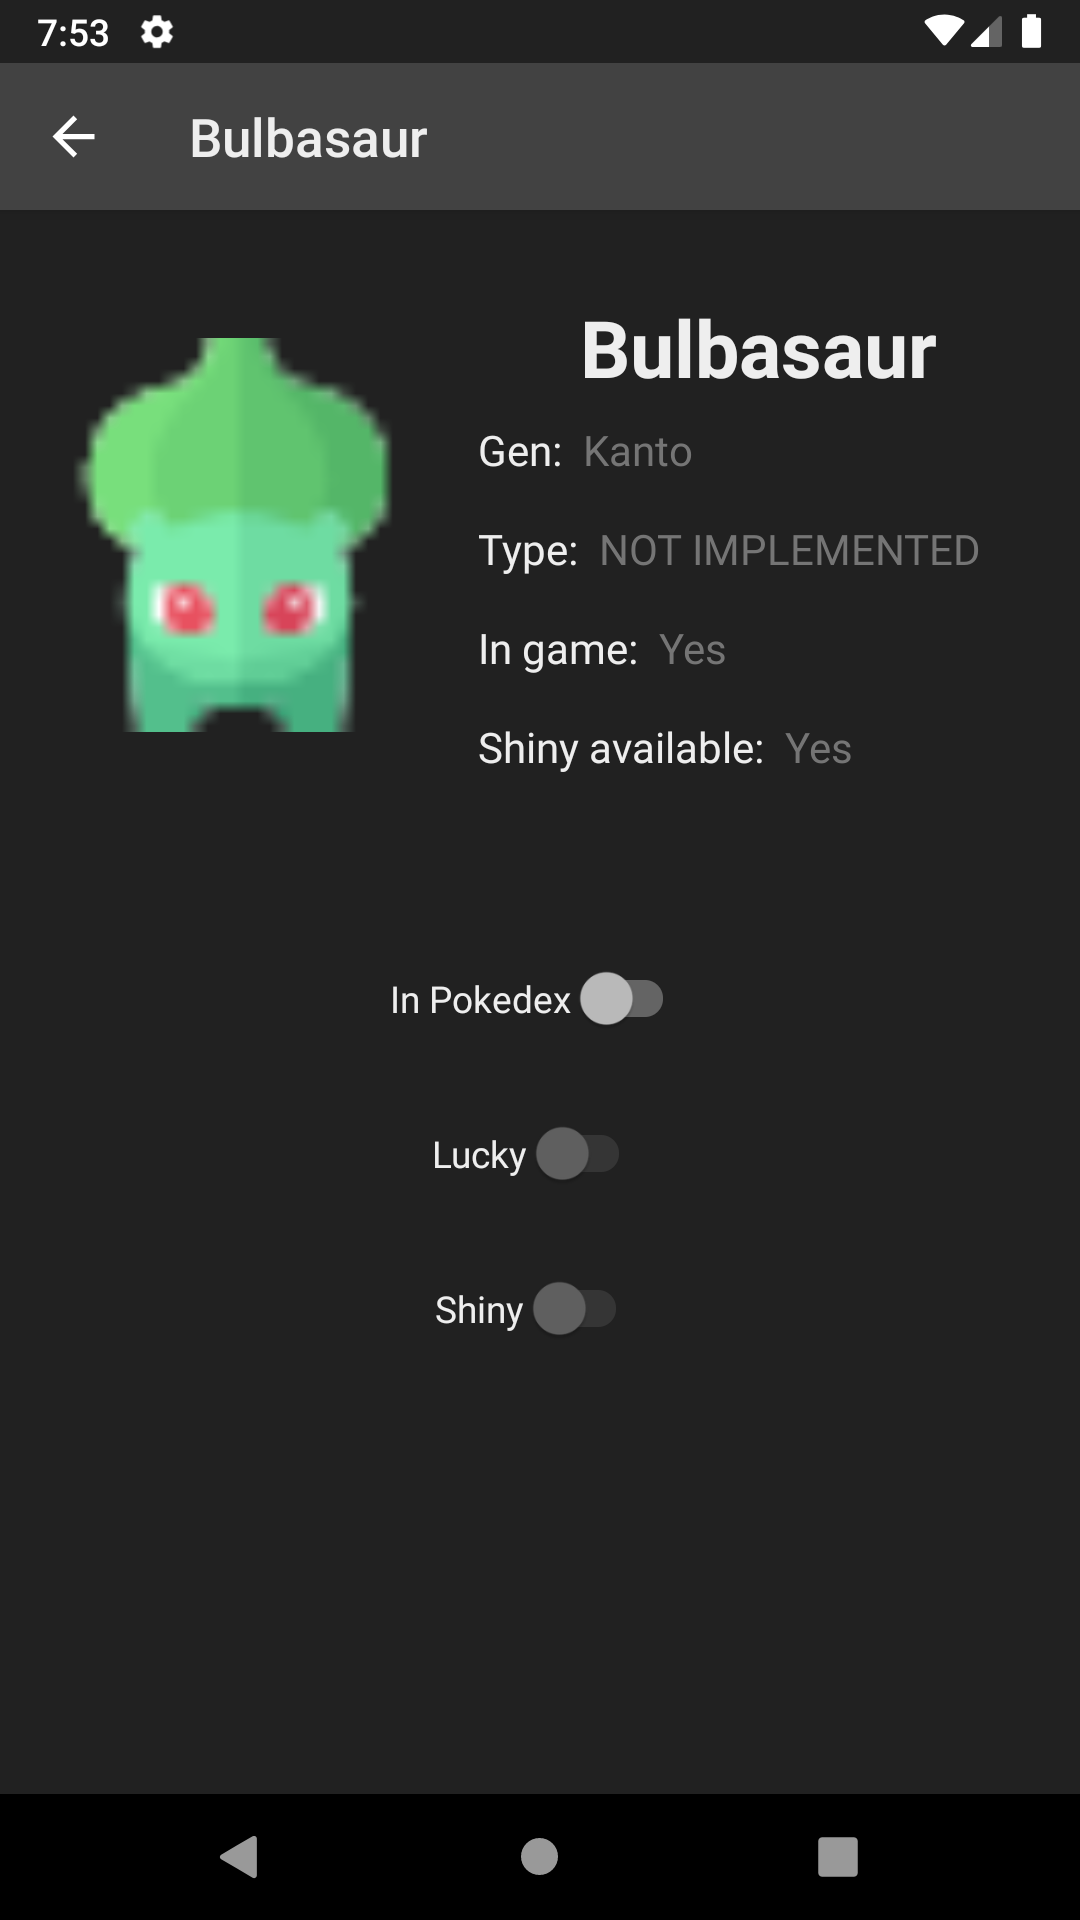 7:53
Bulbasaur
Bulbasaur
Gen: Kanto
Type: NOT IMPLEMENTED
In game: Yes
Shiny available: Yes
In Pokedex
Lucky
Shiny